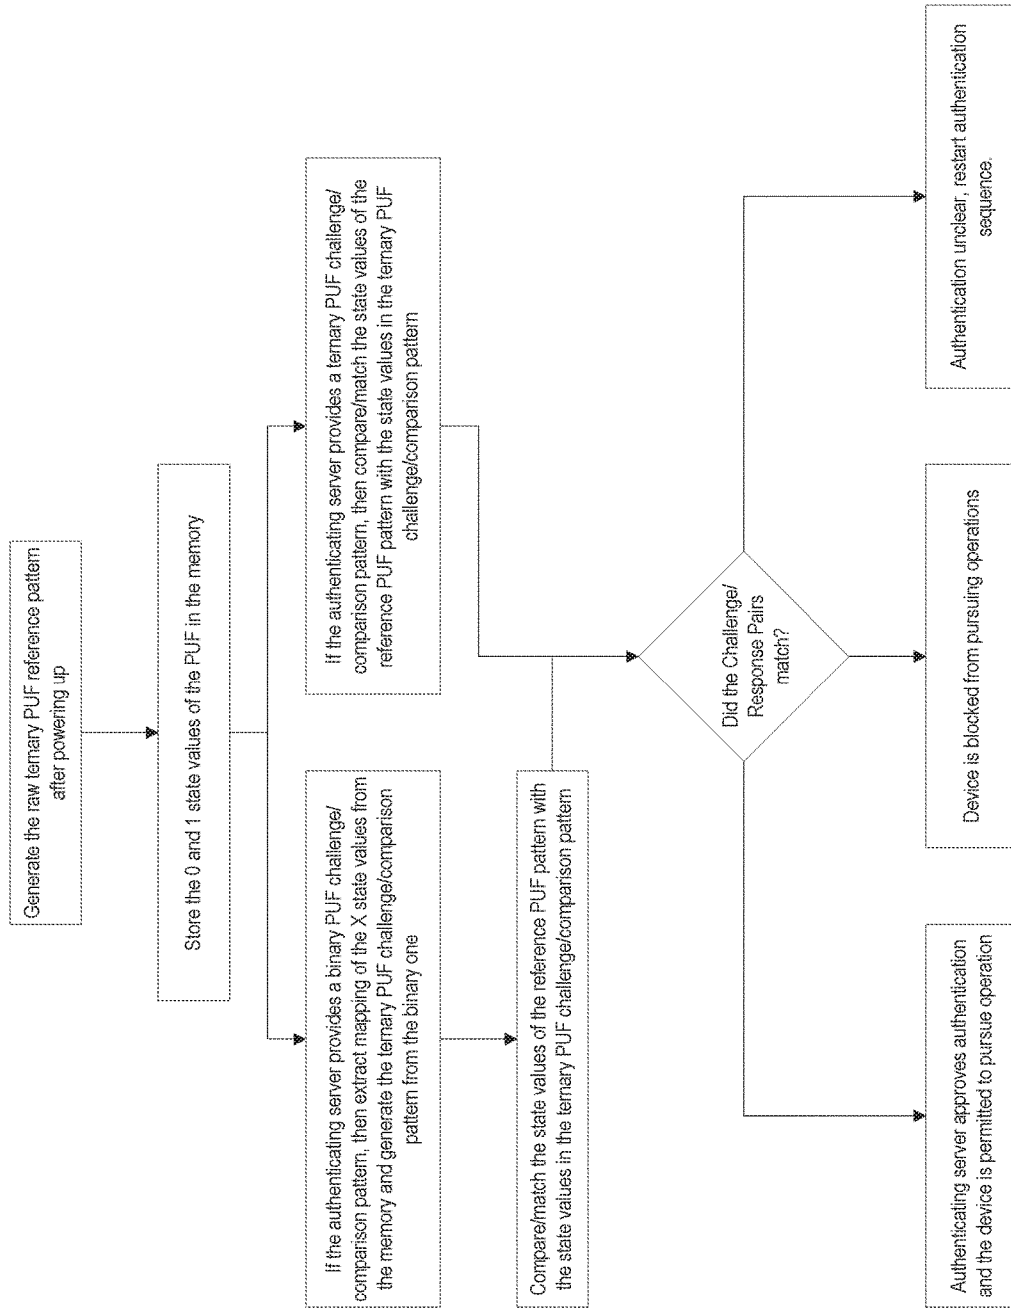 Generate the raw ternary PUF reference pattern
after powering up
Store the 0 and 1 state values of the PUF in the memory
If the authenticating server provides a binary PUF challenge/
comparison pattern, then extract mapping of the X state values from
the memory and generate the ternary PUF challenge/comparison
pattern from the binary one
If the authenticating server provides a ternary PUF challenge/
comparison pattern, then compare/match the state values of the
reference PUF pattern with the state values in the ternary PUF
challenge/comparison pattern
Compare/match the state values of the reference PUF pattern with
the state values in the ternary PUF challenge/comparison pattern
Did the Challenge/
Response Pairs
match?
Authenticating server approves authentication
and the device is permitted to pursue operation
Device is blocked from pursuing operations
Authentication unclear, restart authentication
sequence.